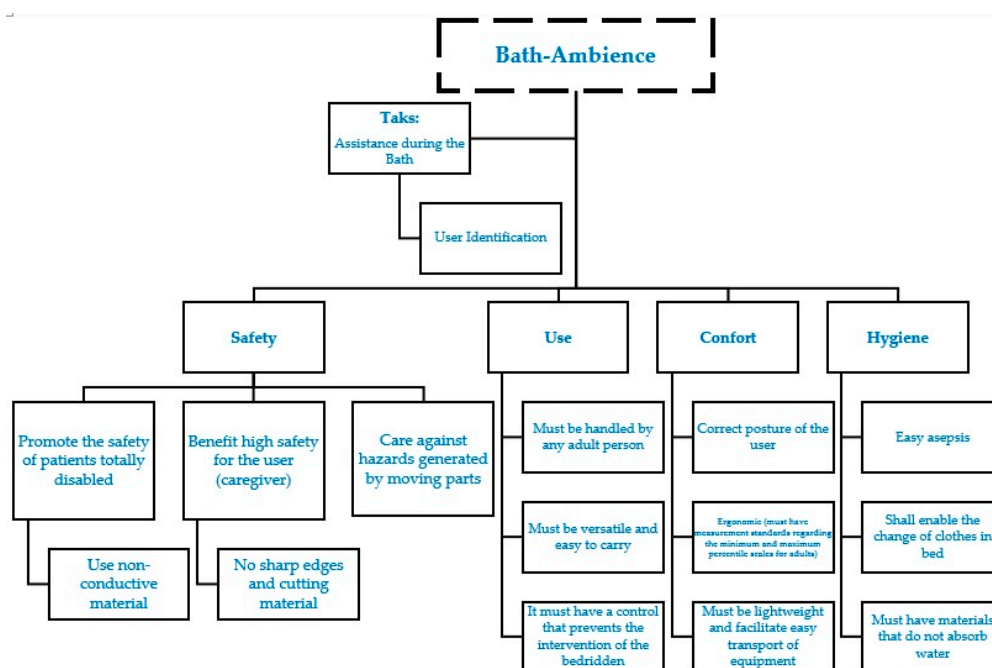 Bath-Ambience
Taks:
Assistance during the
Bath
User Identification
Safety
Use
Confort
Hygiene
Promote the safety
of patients totally
disabled
Benefit high safety
for the user
(caregiver)
Care against
hazards generated
by moving parts
Use non-
conductive
material
No sharp edges
and cutting
material
Must be handled by
any adult person
Must be versatile and
easy to carry
It must have a control
that prevents the
intervention of the
bedridden
Correct posture of the
user
Ergonomic (must have
measurement standards regarding
the minimum and maximum
percentile scales for adults)
Must be lightweight
and facilitate easy
transport of
equipment
Easy asepsis
Shall enable the
change of clothes in
bed
Must have materials
that do not absorb
water